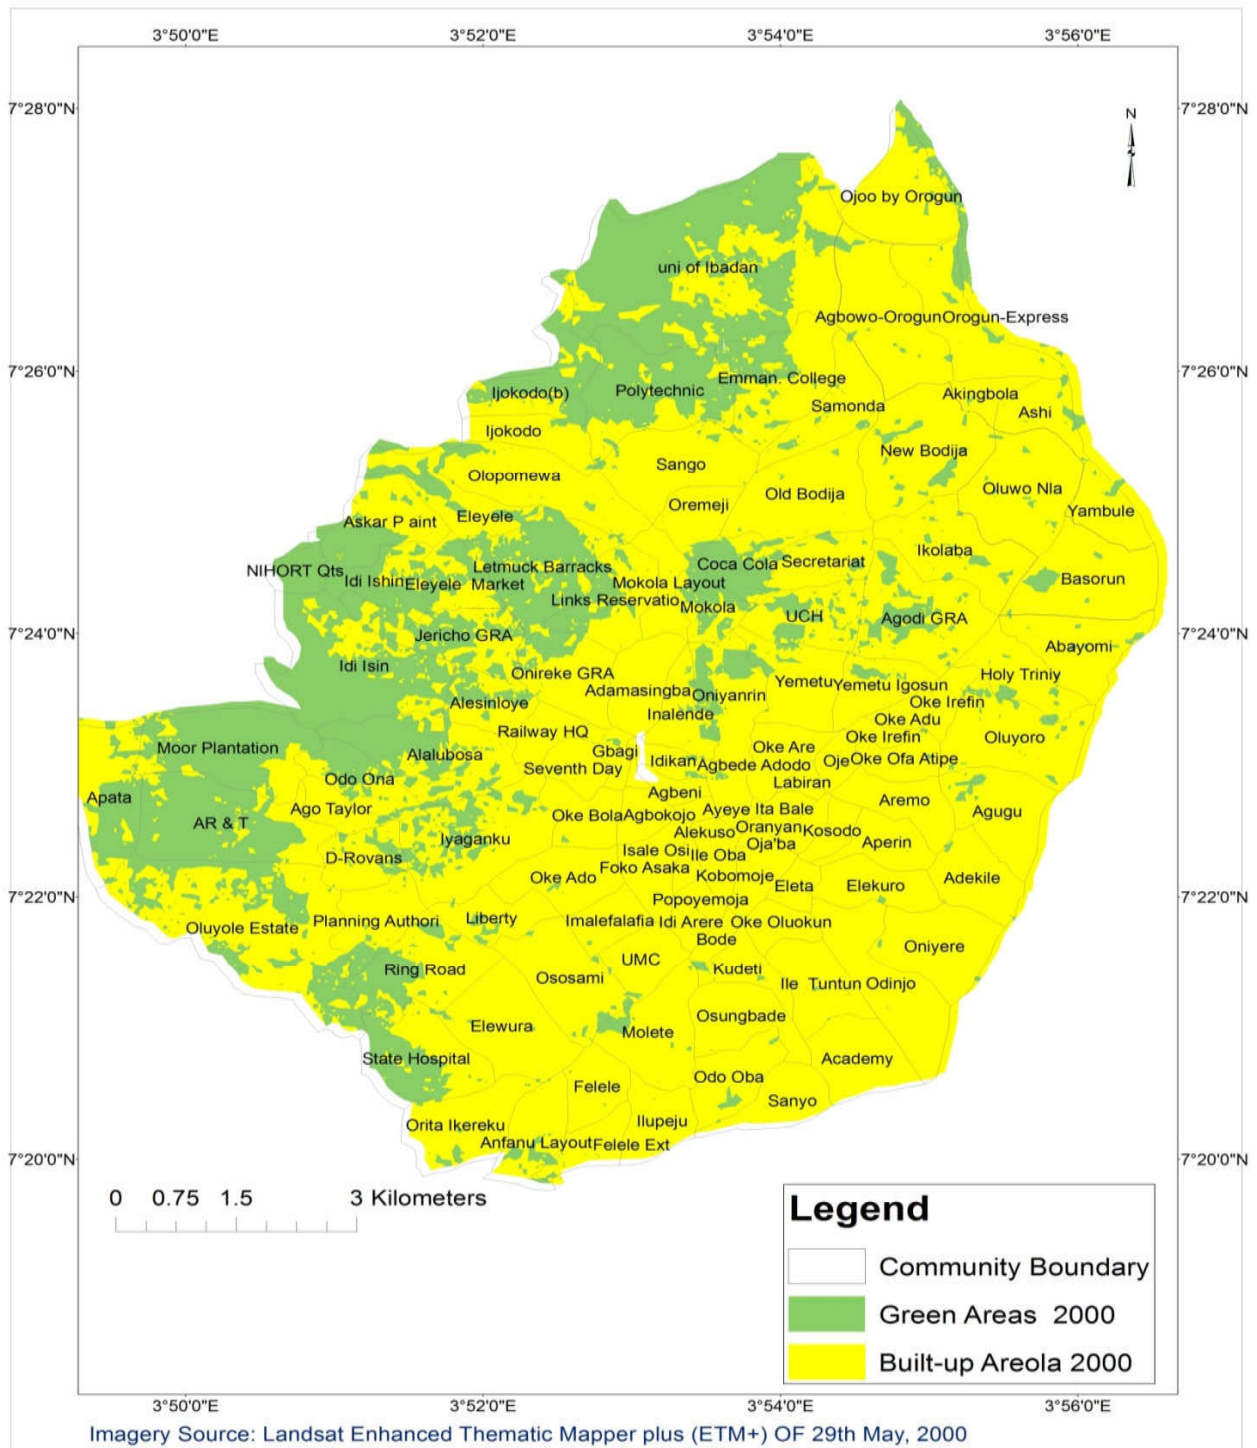 3°50'0"E 3°52'0"E 3°54'0"E 3°56'0"E
7°28'0"N 7°28'0"N
N
Ojoo by Orogun
uni of Ibadan
Agbowo-Orogun Orogun-Express
7°26'0"N 7°26'0"N
Emman. College
Ijokodo(b) Polytechnic Akingbola
Samonda Ashi
Ijokodo
New Bodija
Sango
Olopomewa
Oluwo Nla
Old Bodija
Oremeji
Yambule
Askar P aint Eleyele
Ikolaba
Coca Cola Secretariat
NIHORT Qts Letmuck Barracks
Idi Ishin Eleyele Market Mokola Layout Basorun
Links Reservatio Mokola
UCH Agodi GRA
7°24'0"N 7°24'0"N
Jericho GRA
Abayomi
Idi Isin
Onireke GRA Holy Triniy
Yemetu Yemetu Igosun
Adamasingba Oniyanrin
Alesinloye Oke Irefin
Inalende
Oke Adu
Railway HQ Oke Irefin Oluyoro
Moor Plantation Gbagi Oke Are
Alalubosa Idikan Agbede Adodo Oje Oke Ofa Atipe
Seventh Day
Odo Ona Labiran
Apata Agbeni Aremo
Ago Taylor Ayeye Ita Bale Agugu
Oke Bola Agbokojo
AR & T Oranyan
Alekuso Kosodo
Iyaganku Oja'ba Aperin
Isale Osi Ile Oba
D-Rovans
Foko Asaka
Oke Ado Kobomoje Adekile
Eleta Elekuro
7°22'0"N 7°22'0"N
Popoyemoja
Liberty
Planning Authori Imalefalafia Idi Arere Oke Oluokun
Oluyole Estate
Bode
Oniyere
UMC
Ring Road Kudeti
Ososami
Ile Tuntun Odinjo
Osungbade
Elewura
Molete
State Hospital Academy
Odo Oba
Felele
Sanyo
Ilupeju
Orita Ikereku
Anfanu Layout Felele Ext
7°20'0"N 7°20'0"N
0 0.75 1.5 3 Kilometers
Legend
Community Boundary
Green Areas 2000
Built-up Areola 2000
3°50'0"E 3°52'0"E 3°54'0"E 3°56'0"E
Imagery Source: Landsat Enhanced Thematic Mapper plus (ETM+) OF 29th May, 2000